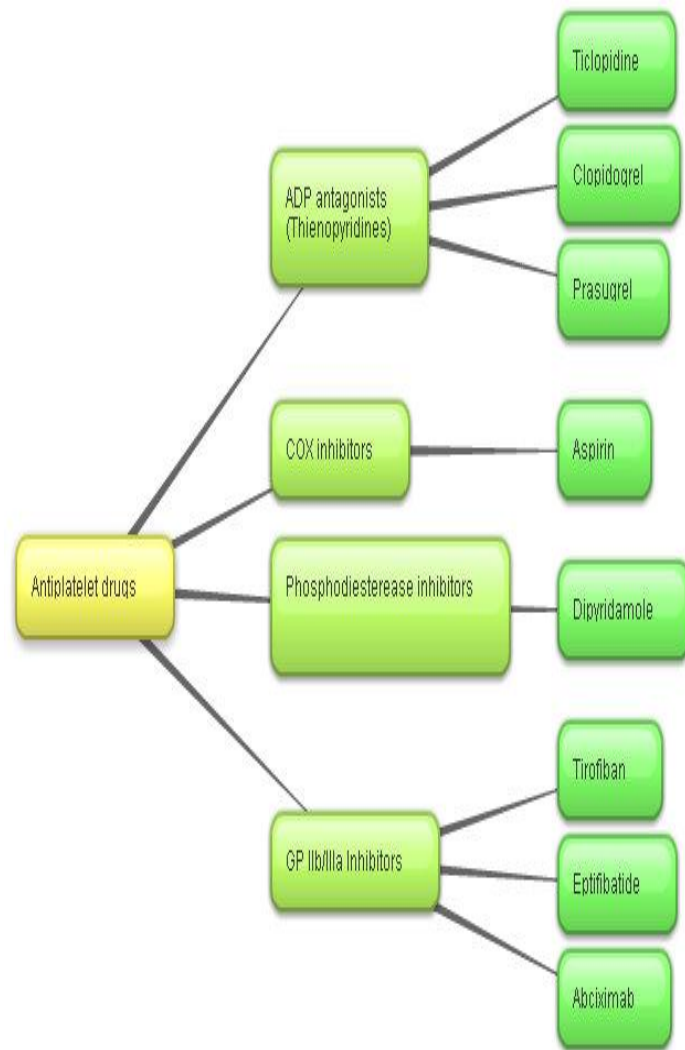 Antiplatelet drugs
ADP antagonists
(Thienopyridines)
Ticlopidine
Clopidogrel
Prasugrel
COX inhibitors
Aspirin
Phosphodiesterease inhibitors
Dipyridamole
GP IIb/IIIa Inhibitors
Tirofiban
Eptifibatide
Abciximab